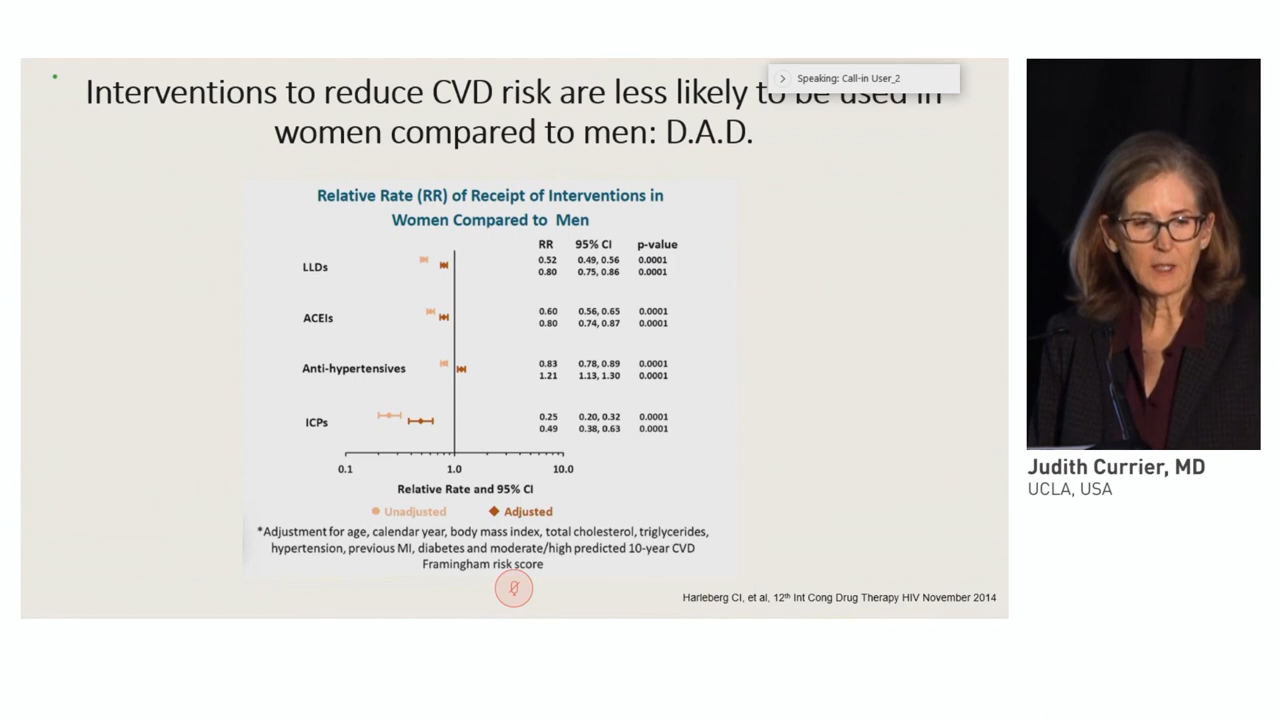 Speaking: Call-in User_2
Interventions to reduce CVD risk are less likely to be used in
women compared to men: D.A.D.
Relative Rate (RR) of Receipt of Interventions in
Women Compared to Men
RR 95% CI p-value
LLDs
0.52 0.49, 0.56 0.0001
0.80 0.75, 0.86 0.0001
ACEIs
0.60 0.56, 0.65 0.0001
0.80 0.74, 0.87 0.0001
Anti-hypertensives
0.83 0.78, 0.89 0.0001
1.21 1.13, 1.30 0.0001
ICPs
0.25 0.20, 0.32 0.0001
0.49 0.38, 0.63 0.0001
0.1 1.0 10.0
Relative Rate and 95% CI
Unadjusted Adjusted
*Adjustment for age, calendar year, body mass index, total cholesterol, triglycerides,
hypertension, previous MI, diabetes and moderate/high predicted 10-year CVD
Framingham risk score
Harleberg CI, et al, 12th Int Cong Drug Therapy HIV November 2014
Judith Currier, MD
UCLA, USA